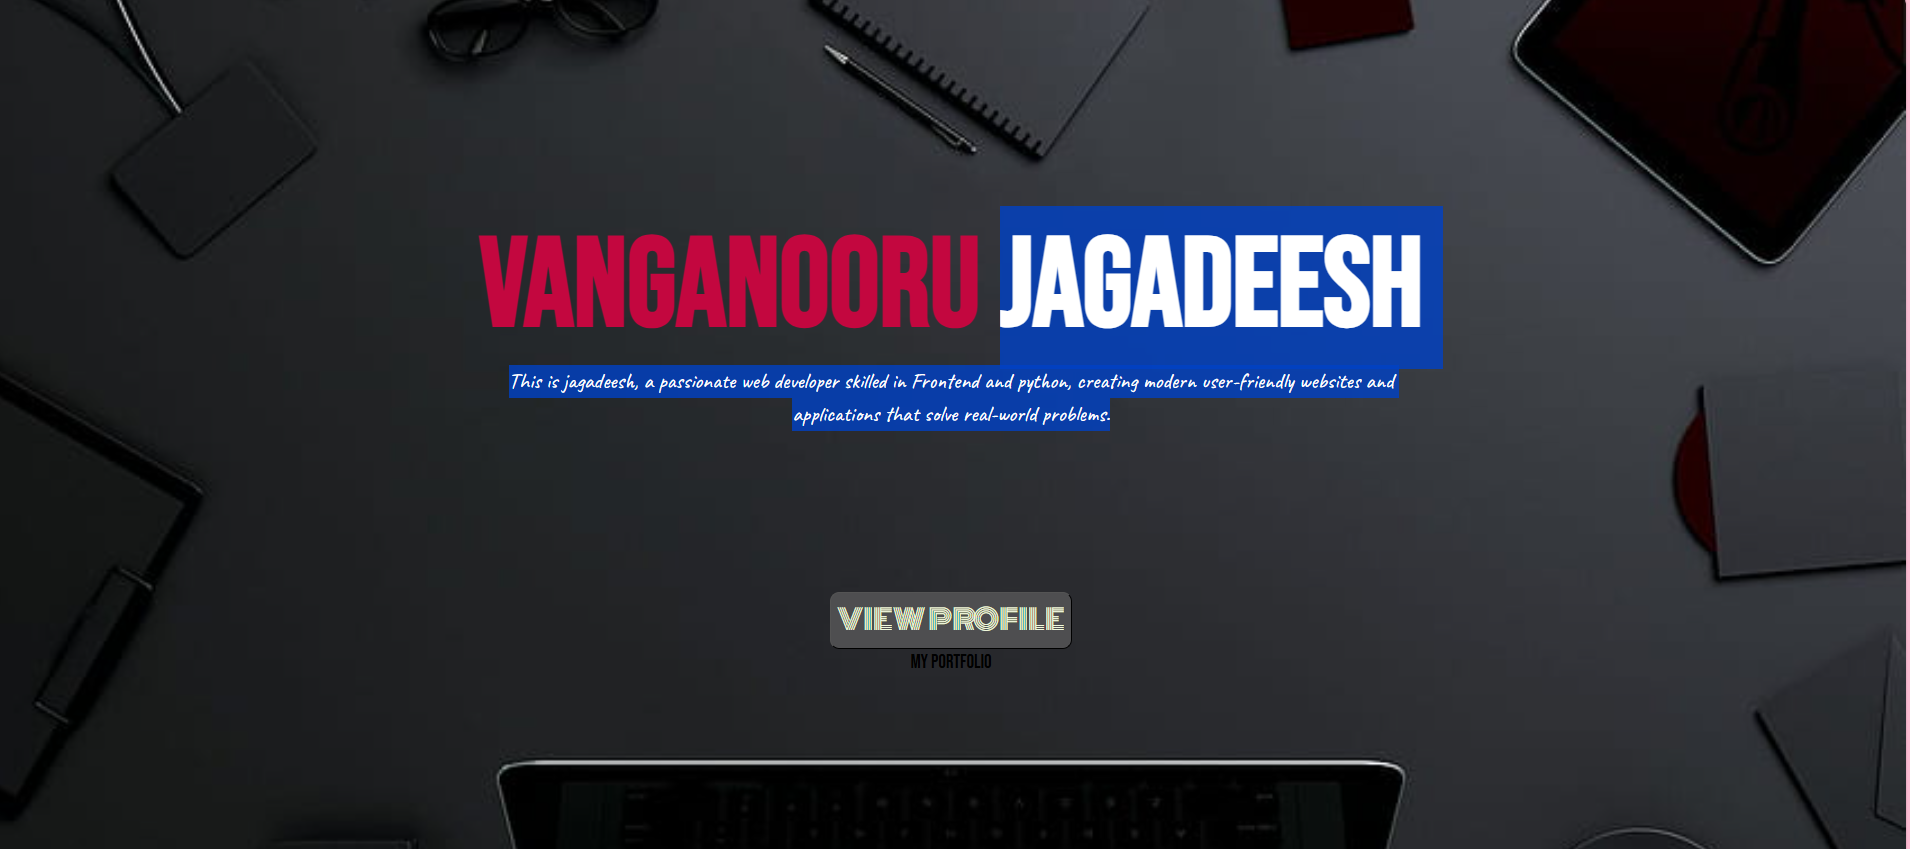 VANGANOORU JAGADEESH
This is jagadeesh, a passionate web developer skilled in Frontend and python, creating modern user-friendly websites and
applications that solve real-world problems.
VIEW PROFILE
MY PORTFOLIO